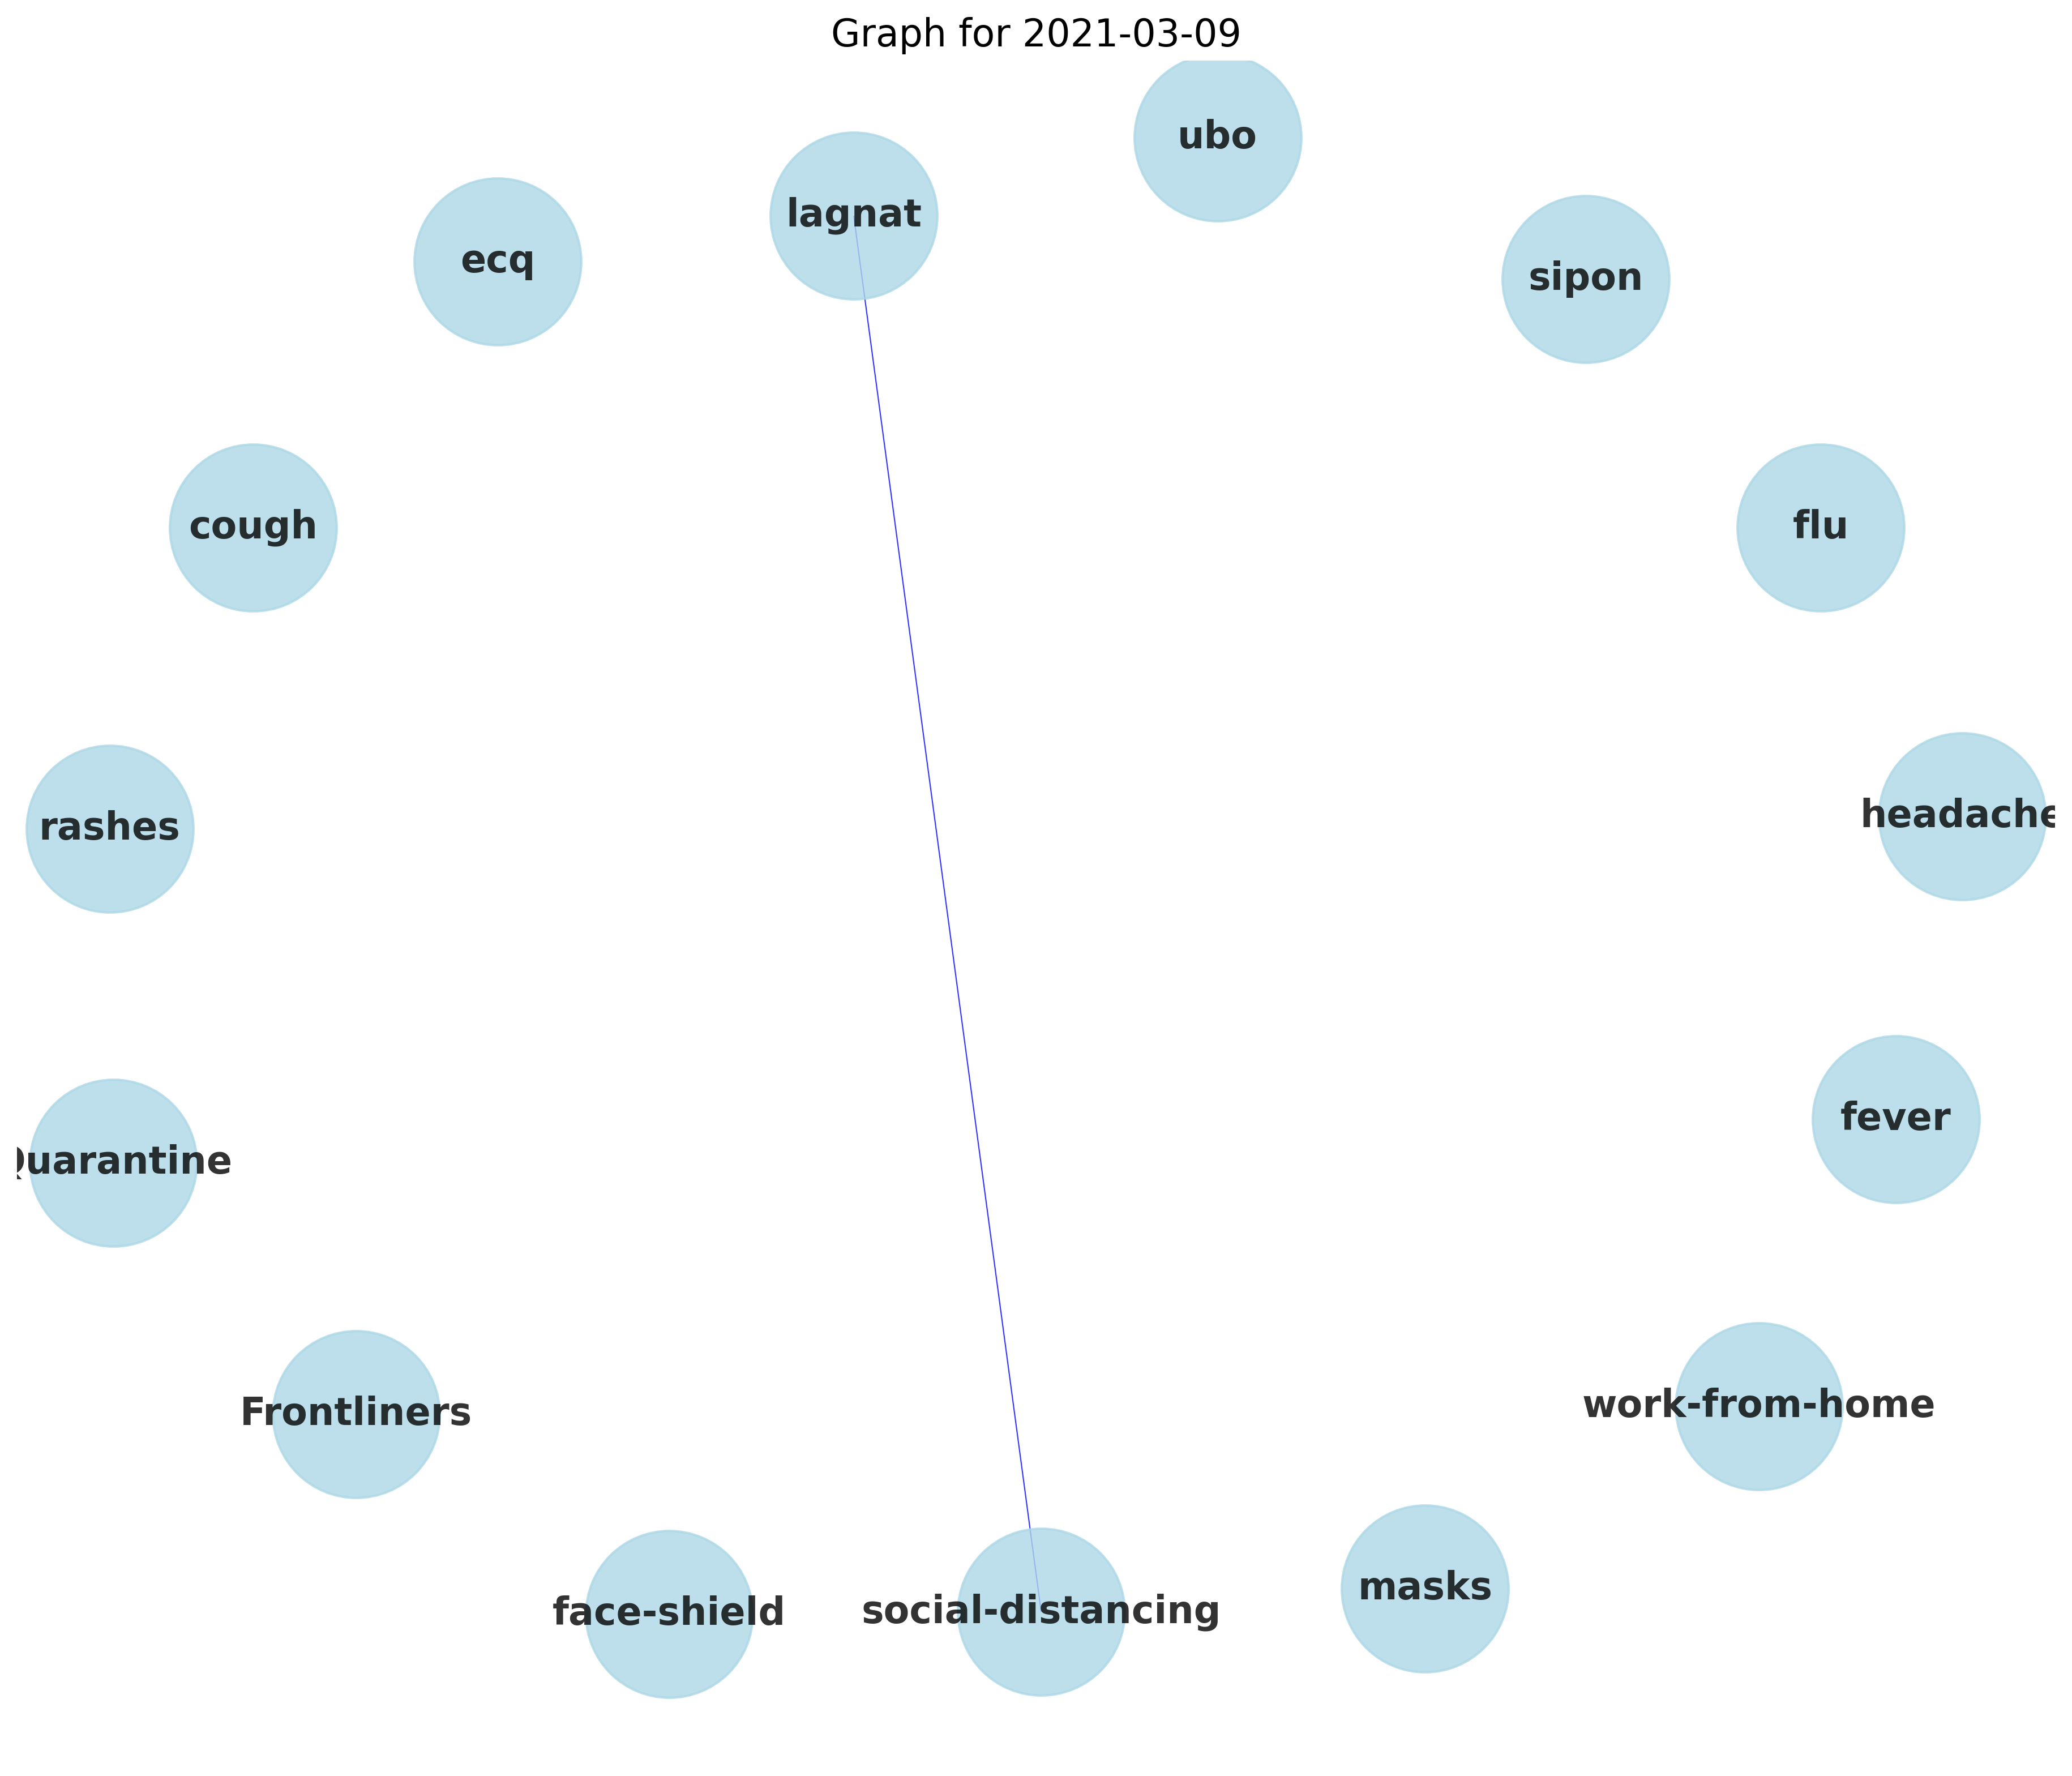 Graph for 2021-03-09
ubo
lagnat
ecq
sipon
cough
flu
rashes
headache
fever
Quarantine
Frontliners
work-from-home
face-shield
social-distancing
masks